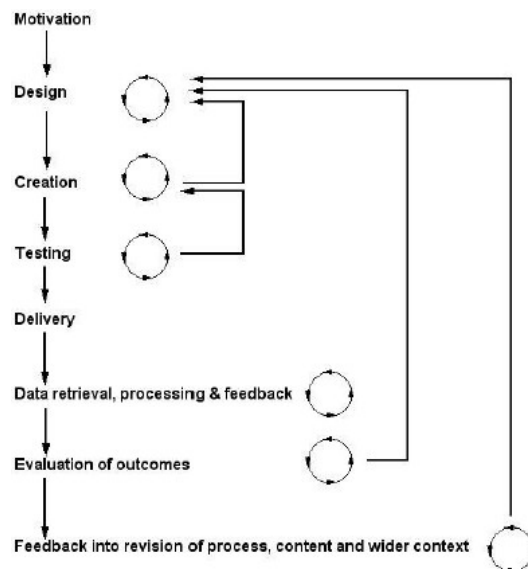 Motivation
Design
Creation
Testing
Delivery
Data retrieval, processing & feedback
Evaluation of outcomes
Feedback into revision of process, content and wider context